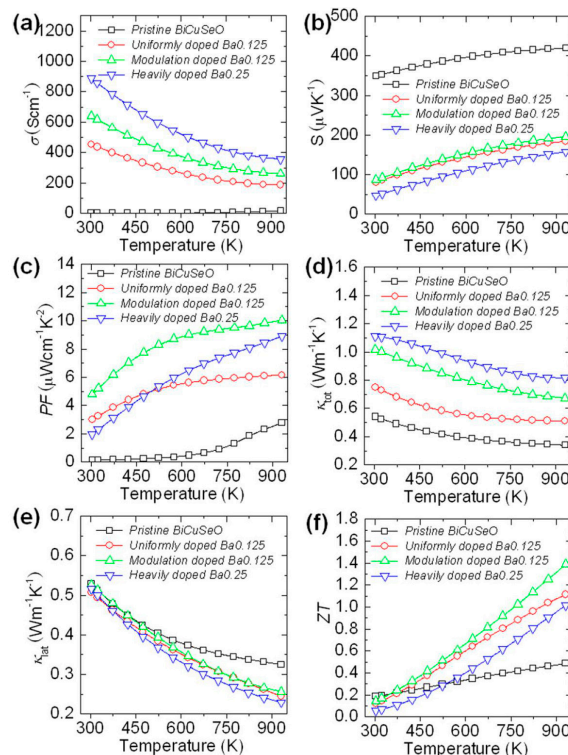 (a)
1200
1000
800
600
400
200
0
σ (Scm⁻¹)
Pristine BiCuSeO
Uniformly doped Ba0.125
Modulation doped Ba0.125
Heavily doped Ba0.25
300 450 600 750 900
Temperature (K)
(b)
500
400
300
200
100
0
S (μVK⁻¹)
Pristine BiCuSeO
Uniformly doped Ba0.125
Modulation doped Ba0.125
Heavily doped Ba0.25
300 450 600 750 900
Temperature (K)
(c)
14
12
10
8
6
4
2
0
PF (μWcm⁻¹K⁻²)
Pristine BiCuSeO
Uniformly doped Ba0.125
Modulation doped Ba0.125
Heavily doped Ba0.25
300 450 600 750 900
Temperature (K)
(d)
1.6
1.4
1.2
1.0
0.8
0.6
0.4
0.2
κtot (Wm⁻¹K⁻¹)
Pristine BiCuSeO
Uniformly doped Ba0.125
Modulation doped Ba0.125
Heavily doped Ba0.25
300 450 600 750 900
Temperature (K)
(e)
0.7
0.6
0.5
0.4
0.3
0.2
κlat (Wm⁻¹K⁻¹)
Pristine BiCuSeO
Uniformly doped Ba0.125
Modulation doped Ba0.125
Heavily doped Ba0.25
300 450 600 750 900
Temperature (K)
(f)
1.8
1.6
1.4
1.2
1.0
0.8
0.6
0.4
0.2
0.0
ZT
Pristine BiCuSeO
Uniformly doped Ba0.125
Modulation doped Ba0.125
Heavily doped Ba0.25
300 450 600 750 900
Temperature (K)